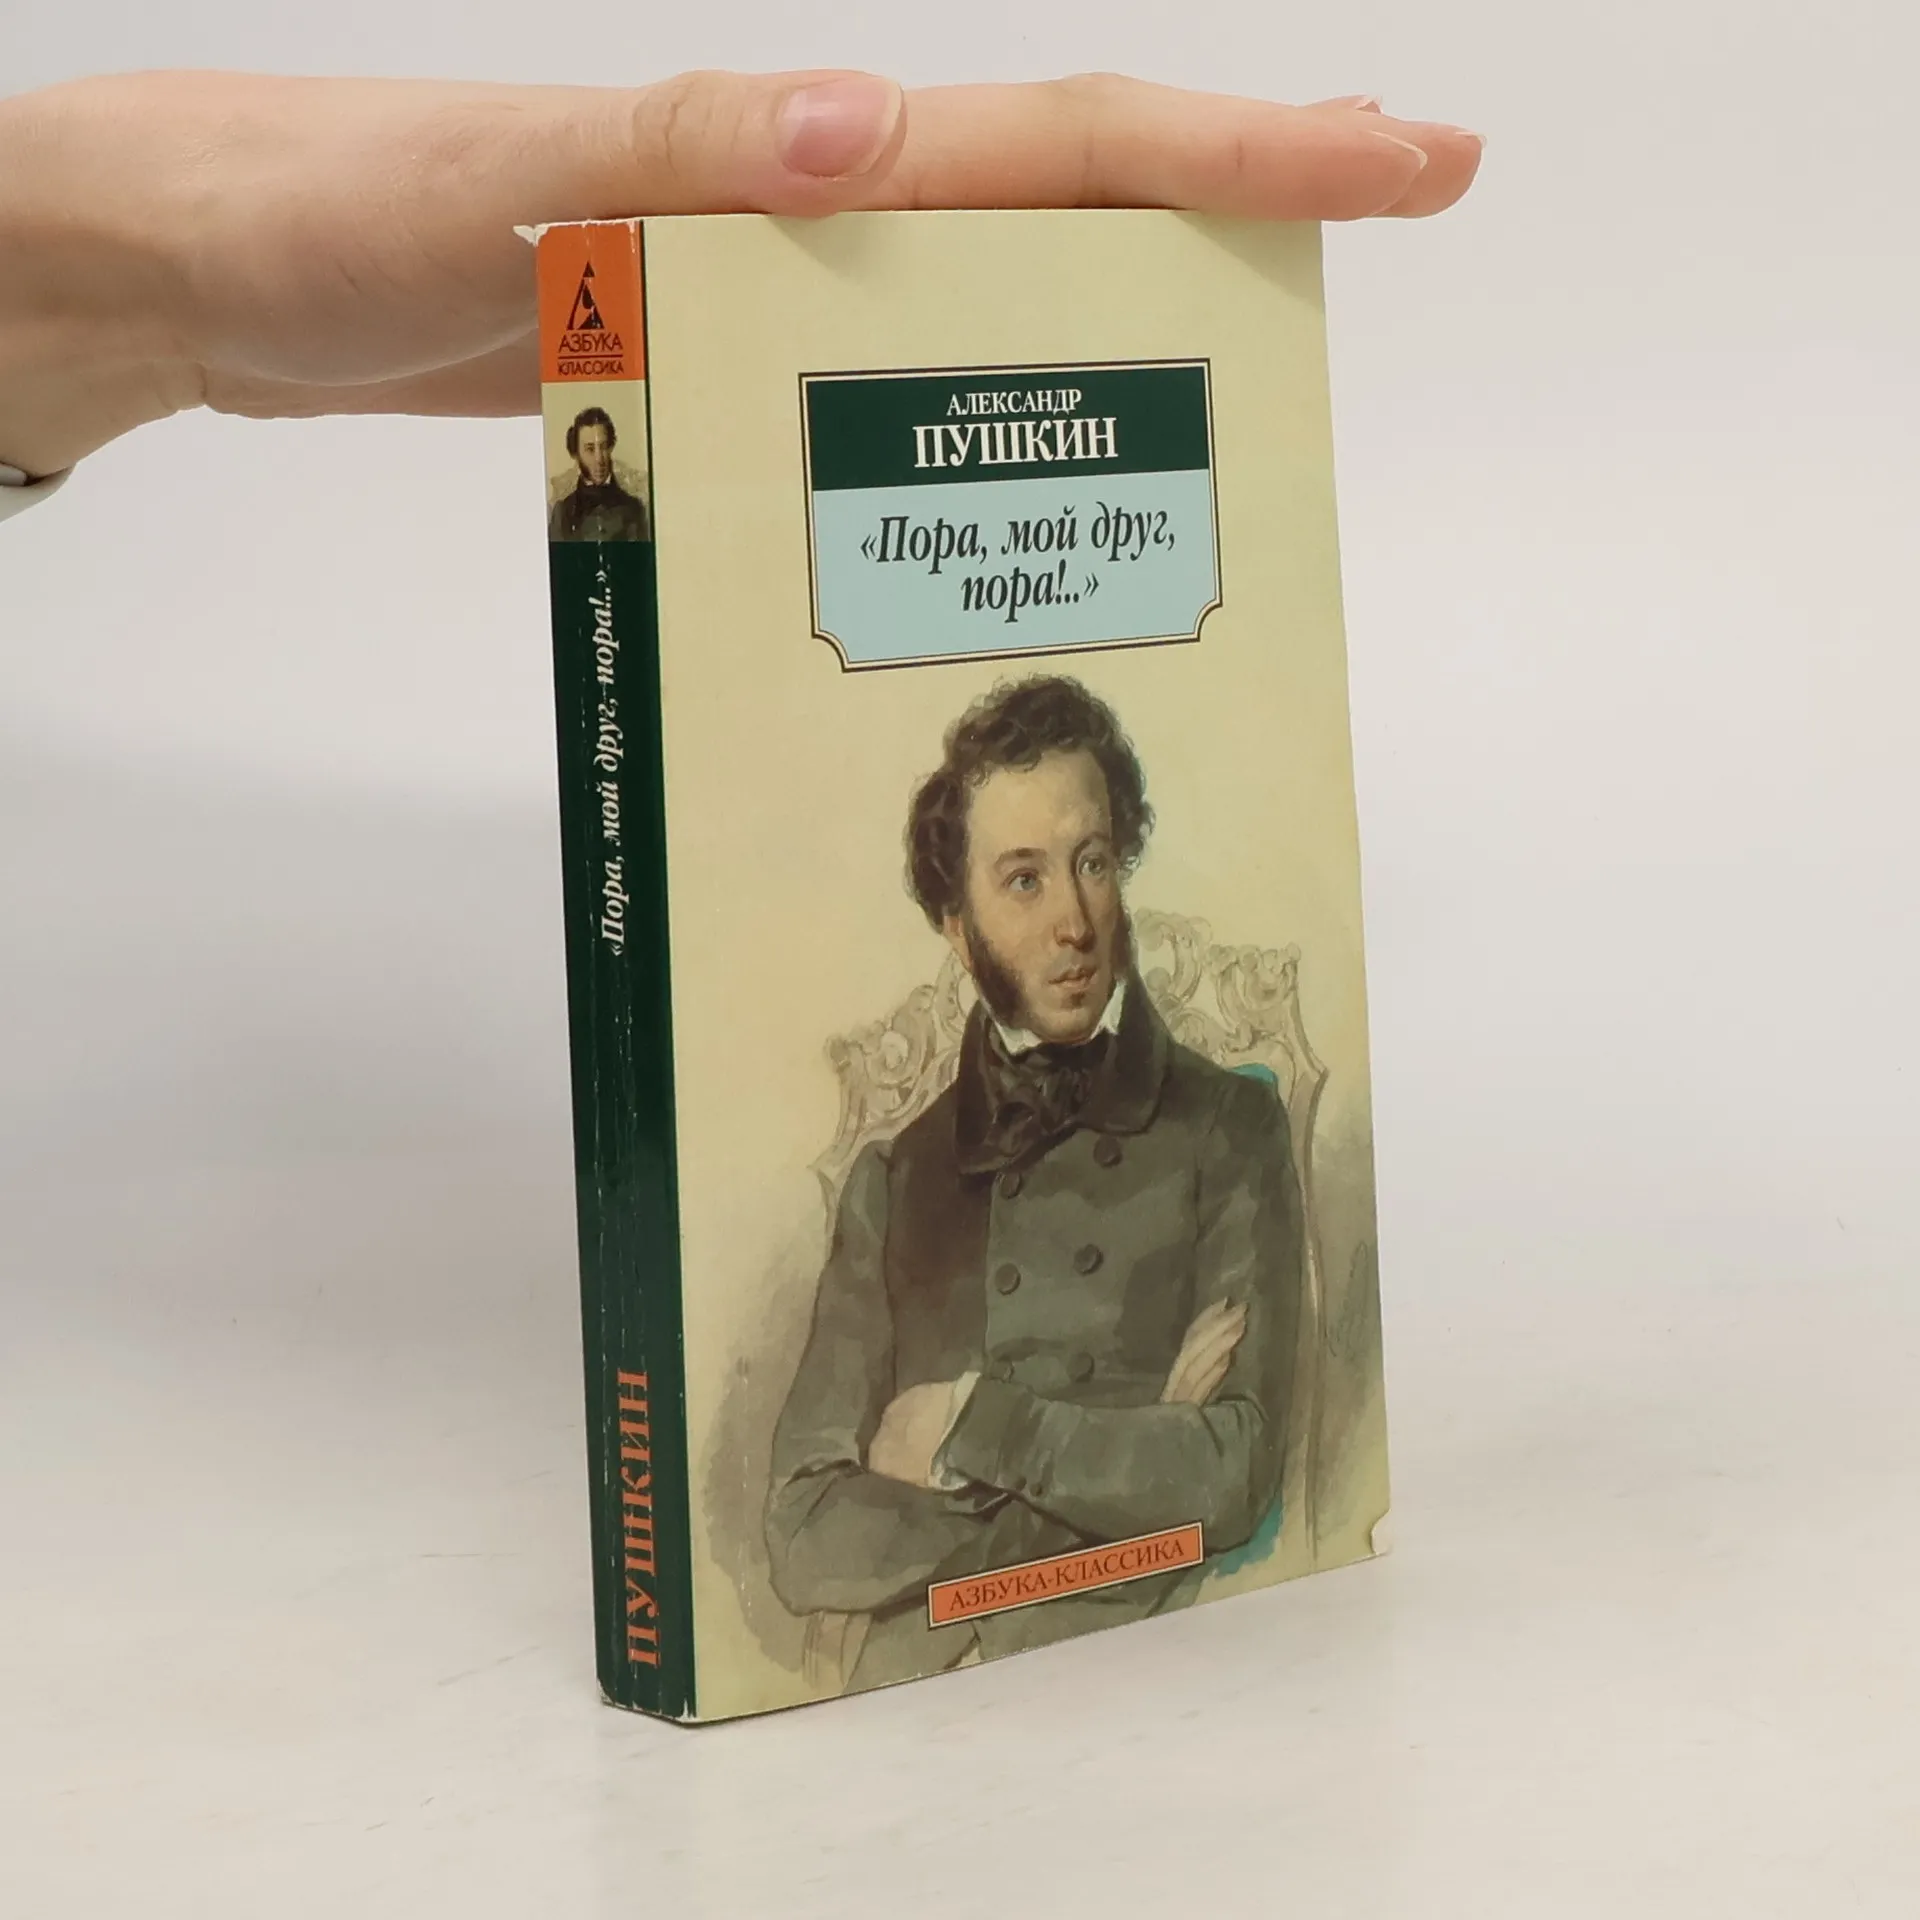 АЗБУКА
КЛАССИКА
«Пора, мой друг, пора!..»
ПУШКИН
АЛЕКСАНДР
ПУШКИН
«Пора, мой друг,
пора!..»
АЗБУКА-КЛАССИКА